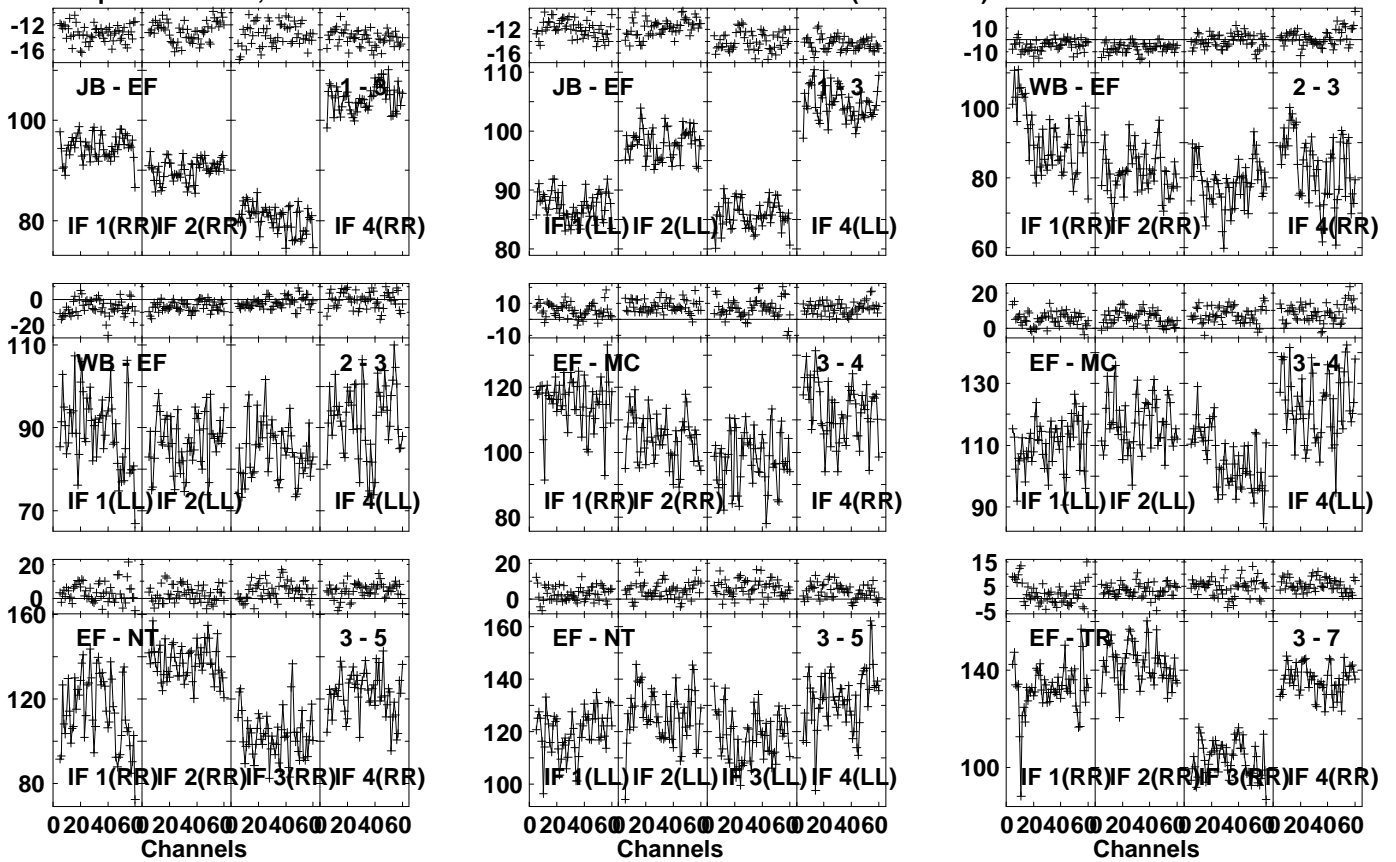 -12
-16
JB - EF
1 - 3
100
80
IF 1(RR) IF 2(RR)
IF 4(RR)
-12
-16
110
JB - EF
1 - 3
100
90
80
IF 1(LL) IF 2(LL)
IF 4(LL)
10
-10
WB - EF
2 - 3
100
80
60
IF 1(RR) IF 2(RR)
IF 4(RR)
0
-20
110
WB - EF
2 - 3
90
70
IF 1(LL) IF 2(LL)
IF 4(LL)
10
-10
EF - MC
3 - 4
120
100
80
IF 1(RR) IF 2(RR)
IF 4(RR)
20
0
EF - MC
3 - 4
130
110
90
IF 1(LL) IF 2(LL)
IF 4(LL)
20
0
160
EF - NT
3 - 5
120
80
IF 1(RR) IF 2(RR) IF 3(RR) IF 4(RR)
0 20 40 60 0 20 40 60 0 20 40 60 0 20 40 60
Channels
20
0
160
EF - NT
3 - 5
140
120
100
IF 1(LL) IF 2(LL) IF 3(LL) IF 4(LL)
0 20 40 60 0 20 40 60 0 20 40 60 0 20 40 60
Channels
15
5
-5
EF - TR
3 - 7
140
100
IF 1(RR) IF 2(RR) IF 3(RR) IF 4(RR)
0 20 40 60 0 20 40 60 0 20 40 60 0 20 40 60
Channels